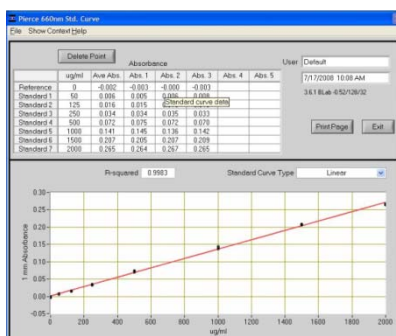 Pierce 660nm Std. Curve
File Show Context Help
Delete Point
Absorbance
User Default
ug/ml Ave Abs. Abs. 1 Abs. 2 Abs. 3 Abs. 4 Abs. 5
7/17/2008 10:08 AM
Reference 0 -0.002 -0.003 -0.000 -0.003
Standard 1 50 0.006 0.005 0.006 0.008
Standard curve data
Standard 2 125 0.016 0.015
Standard 3 250 0.034 0.034 0.035 0.033
Standard 4 500 0.072 0.075 0.072 0.070
Standard 5 1000 0.141 0.145 0.136 0.142
Standard 6 1500 0.207 0.205 0.207 0.209
Standard 7 2000 0.265 0.264 0.267 0.265
Print Page Exit
R-squared 0.9983 Standard Curve Type Linear
1 mm Absorbance
0.30
0.25
0.20
0.15
0.10
0.05
0.00
-0.05
0 200 400 600 800 1000 1200 1400 1600 1800 2000
ug/ml